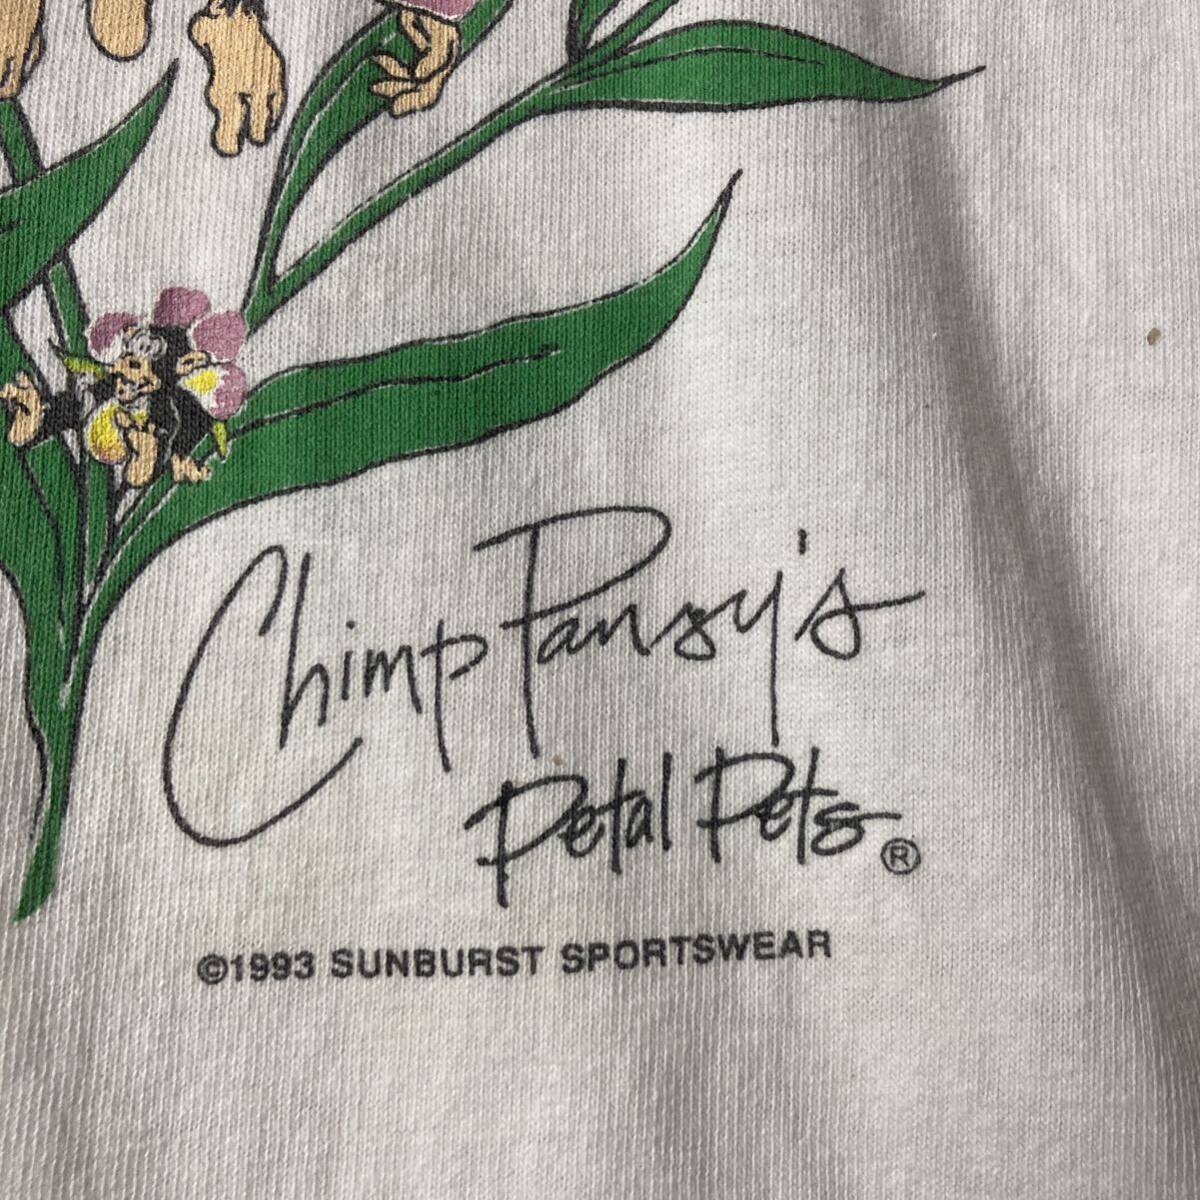 Chimp Pansy's
Petal Pets®
©1993 SUNBURST SPORTSWEAR